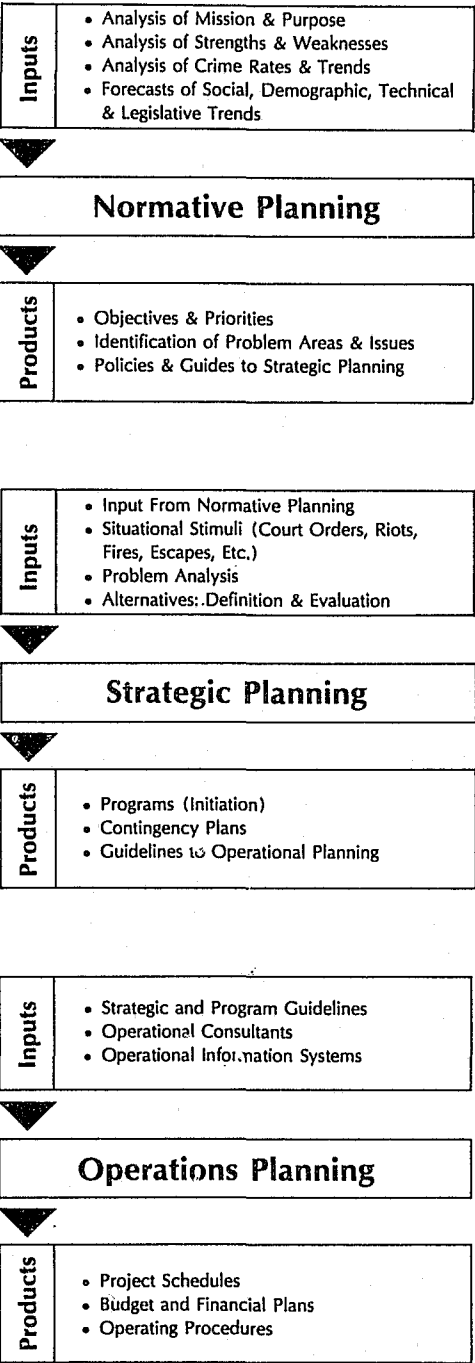 Inputs
• Analysis of Mission & Purpose
• Analysis of Strengths & Weaknesses
• Analysis of Crime Rates & Trends
• Forecasts of Social, Demographic, Technical
& Legislative Trends
Normative Planning
Products
• Objectives & Priorities
• Identification of Problem Areas & Issues
• Policies & Guides to Strategic Planning
Inputs
• Input From Normative Planning
• Situational Stimuli (Court Orders, Riots,
Fires, Escapes, Etc.)
• Problem Analysis
• Alternatives: Definition & Evaluation
Strategic Planning
Products
• Programs (Initiation)
• Contingency Plans
• Guidelines to Operational Planning
Inputs
• Strategic and Program Guidelines
• Operational Consultants
• Operational Information Systems
Operations Planning
Products
• Project Schedules
• Budget and Financial Plans
• Operating Procedures